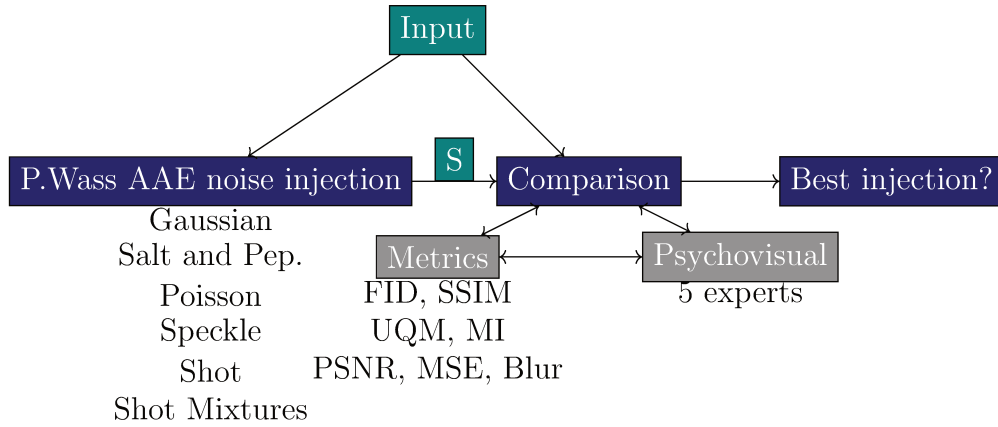 Input
S
P.Wass AAE noise injection
Comparison
Best injection?
Gaussian
Salt and Pep.
Poisson
Speckle
Shot
Shot Mixtures
Metrics
FID, SSIM
UQM, MI
PSNR, MSE, Blur
Psychovisual
5 experts